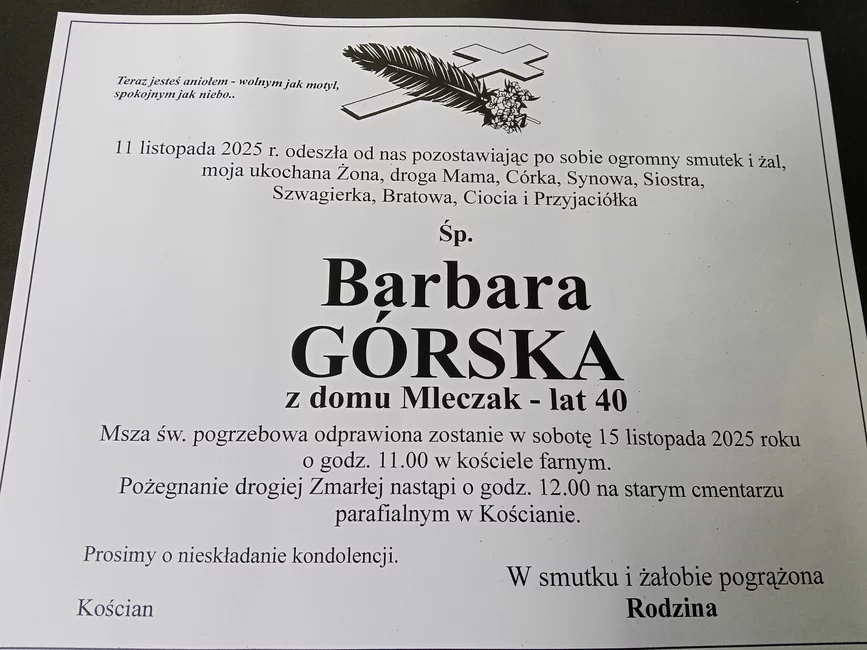 Teraz jesteś aniołem - wolnym jak motyl,
spokojnym jak niebo..
11 listopada 2025 r. odeszła od nas pozostawiając po sobie ogromny smutek i żal,
moja ukochana Żona, droga Mama, Córka, Synowa, Siostra,
Szwagierka, Bratowa, Ciocia i Przyjaciółka
Śp.
Barbara
GÓRSKA
z domu Mleczak - lat 40
Msza św. pogrzebowa odprawiona zostanie w sobotę 15 listopada 2025 roku
o godz. 11.00 w kościele farnym.
Pożegnanie drogiej Zmarłej nastąpi o godz. 12.00 na starym cmentarzu
parafialnym w Kościanie.
Prosimy o nieskładanie kondolencji.
W smutku i żałobie pogrążona
Rodzina
Kościan